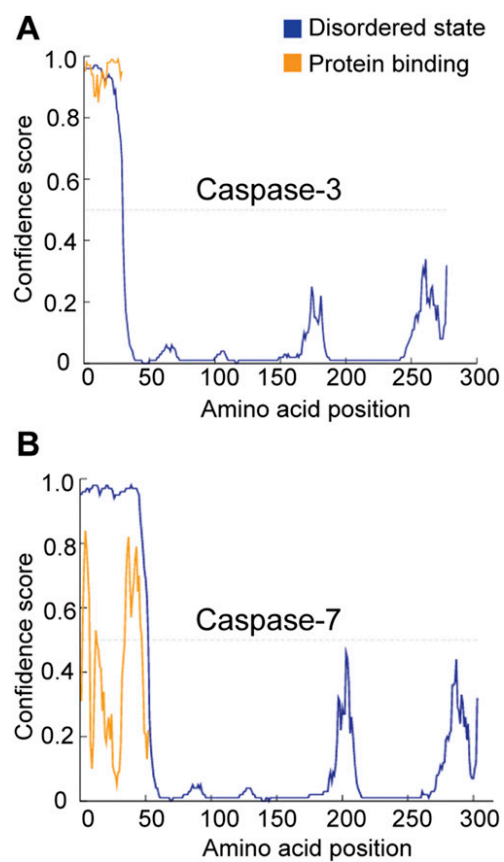 A
Disordered state
Protein binding
Confidence score
1.0
0.8
0.6
0.4
0.2
0
Caspase-3
0 50 100 150 200 250 300
Amino acid position
B
Confidence score
1.0
0.8
0.6
0.4
0.2
0
Caspase-7
0 50 100 150 200 250 300
Amino acid position